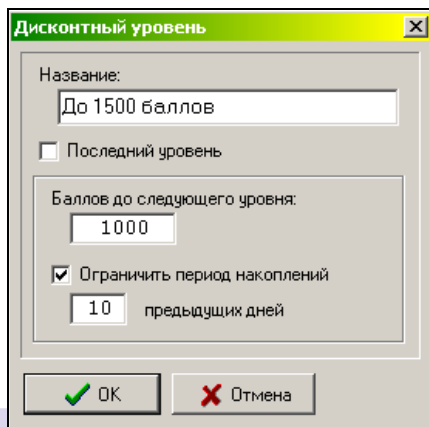 Дисконтный уровень
Название:
До 1500 баллов
Последний уровень
Баллов до следующего уровня:
1000
Ограничить период накоплений
10 предыдущих дней
OK Отмена